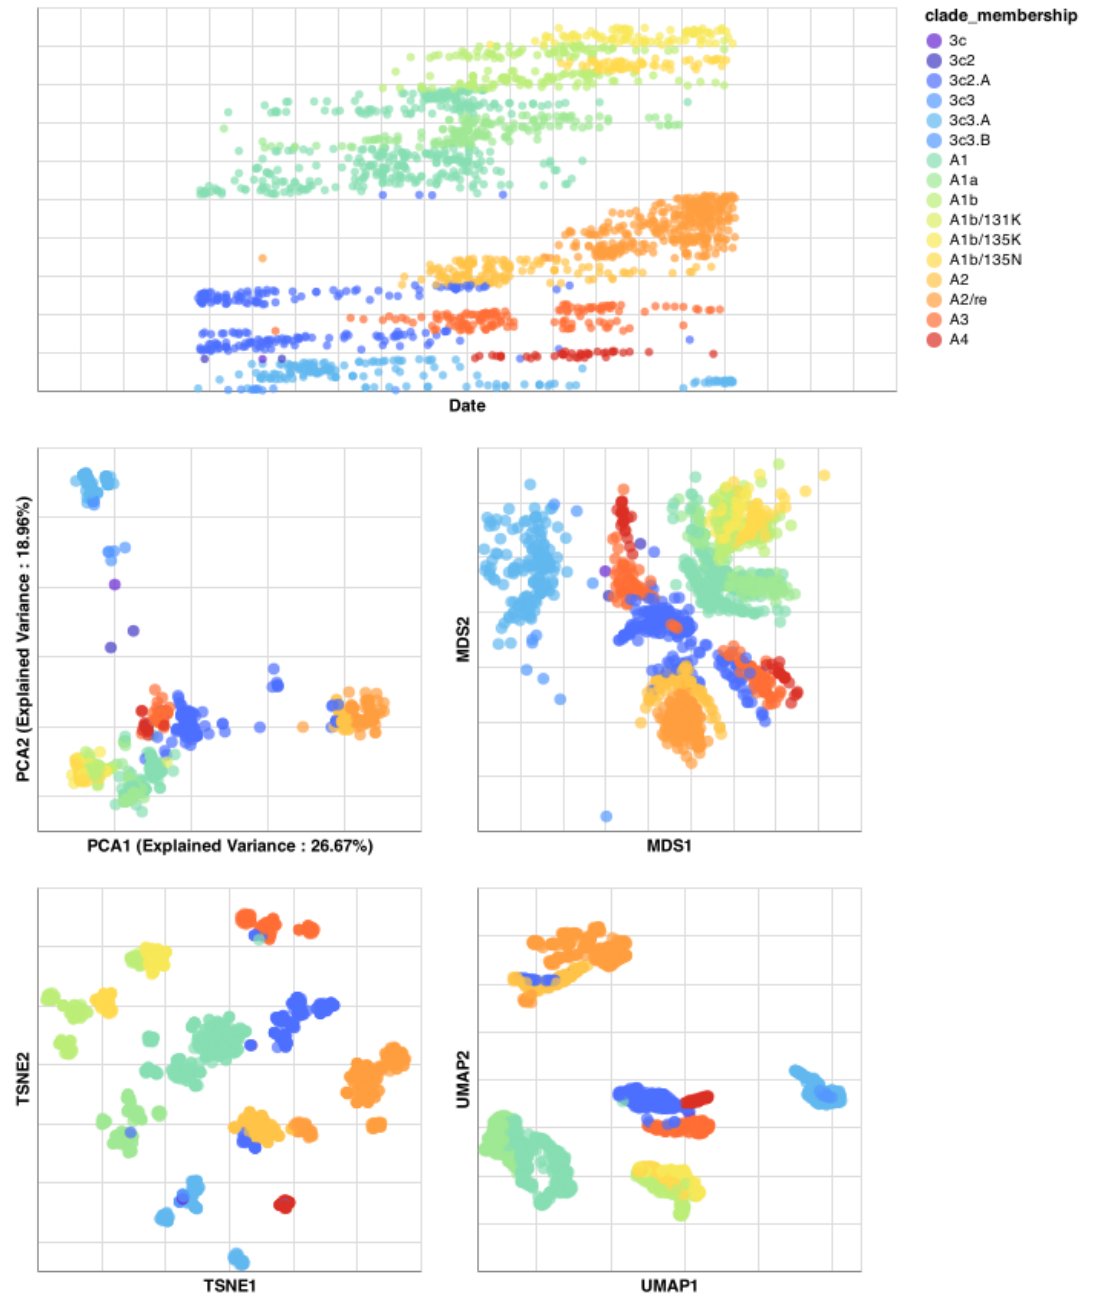 clade_membership
3c
3c2
3c2.A
3c3
3c3.A
3c3.B
A1
A1a
A1b
A1b/131K
A1b/135K
A1b/135N
A2
A2/re
A3
A4
Date
PCA2 (Explained Variance : 18.96%)
PCA1 (Explained Variance : 26.67%)
MDS2
MDS1
TSNE2
TSNE1
UMAP2
UMAP1